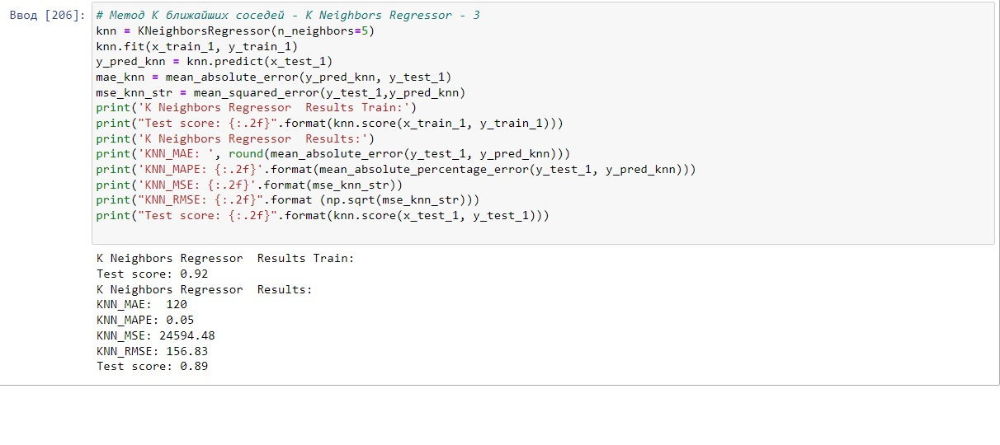 Ввод [206]:
# Метод К ближайших соседей - K Neighbors Regressor - 3
knn = KNeighborsRegressor(n_neighbors=5)
knn.fit(x_train_1, y_train_1)
y_pred_knn = knn.predict(x_test_1)
mae_knn = mean_absolute_error(y_pred_knn, y_test_1)
mse_knn_str = mean_squared_error(y_test_1,y_pred_knn)
print('K Neighbors Regressor  Results Train:')
print("Test score: {:.2f}".format(knn.score(x_train_1, y_train_1)))
print('K Neighbors Regressor  Results:')
print('KNN_MAE: ', round(mean_absolute_error(y_test_1, y_pred_knn)))
print('KNN_MAPE: {:.2f}'.format(mean_absolute_percentage_error(y_test_1, y_pred_knn)))
print('KNN_MSE: {:.2f}'.format(mse_knn_str))
print("KNN_RMSE: {:.2f}".format (np.sqrt(mse_knn_str)))
print("Test score: {:.2f}".format(knn.score(x_test_1, y_test_1)))
K Neighbors Regressor  Results Train:
Test score: 0.92
K Neighbors Regressor  Results:
KNN_MAE:  120
KNN_MAPE: 0.05
KNN_MSE: 24594.48
KNN_RMSE: 156.83
Test score: 0.89